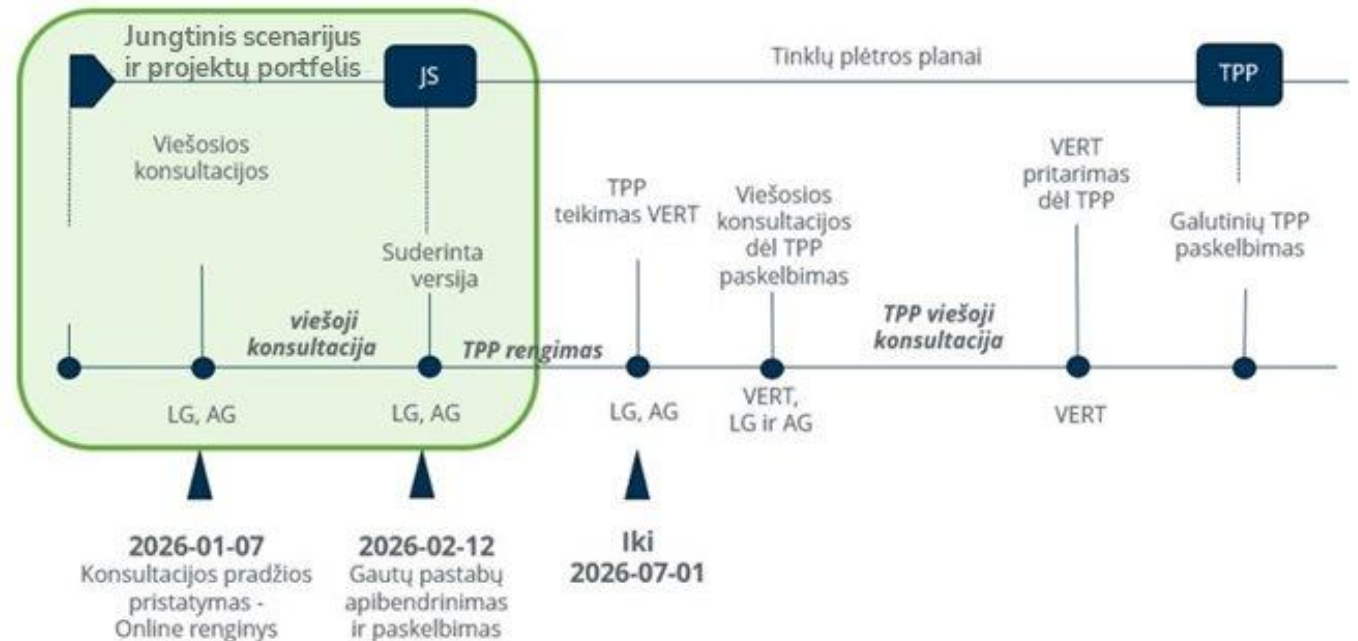 Jungtinis scenarijus
ir projektų portfelis
JS
Tinklų plėtros planai
TPP
Viešosios
konsultacijos
Suderinta
versija
TPP
teikimas VERT
Viešosios
konsultacijos
dėl TPP
paskelbimas
VERT
pritarimas
dėl TPP
Galutinių TPP
paskelbimas
viešoji
konsultacija
TPP rengimas
TPP viešoji
konsultacija
LG, AG
LG, AG
LG, AG
VERT,
LG ir AG
VERT
2026-01-07
Konsultacijos pradžios
pristatymas -
Online renginys
2026-02-12
Gautų pastabų
apibendrinimas
ir paskelbimas
Iki
2026-07-01